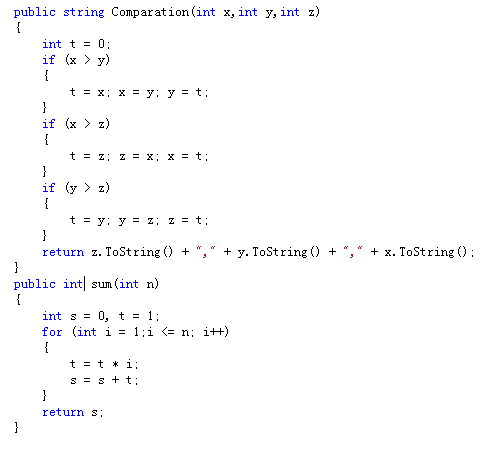 public string Comparation(int x,int y,int z)
{
    int t = 0;
    if (x > y)
    {
        t = x; x = y; y = t;
    }
    if (x > z)
    {
        t = z; z = x; x = t;
    }
    if (y > z)
    {
        t = y; y = z; z = t;
    }
    return z.ToString() + "," + y.ToString() + "," + x.ToString();
}
public int sum(int n)
{
    int s = 0, t = 1;
    for (int i = 1;i <= n; i++)
    {
        t = t * i;
        s = s + t;
    }
    return s;
}